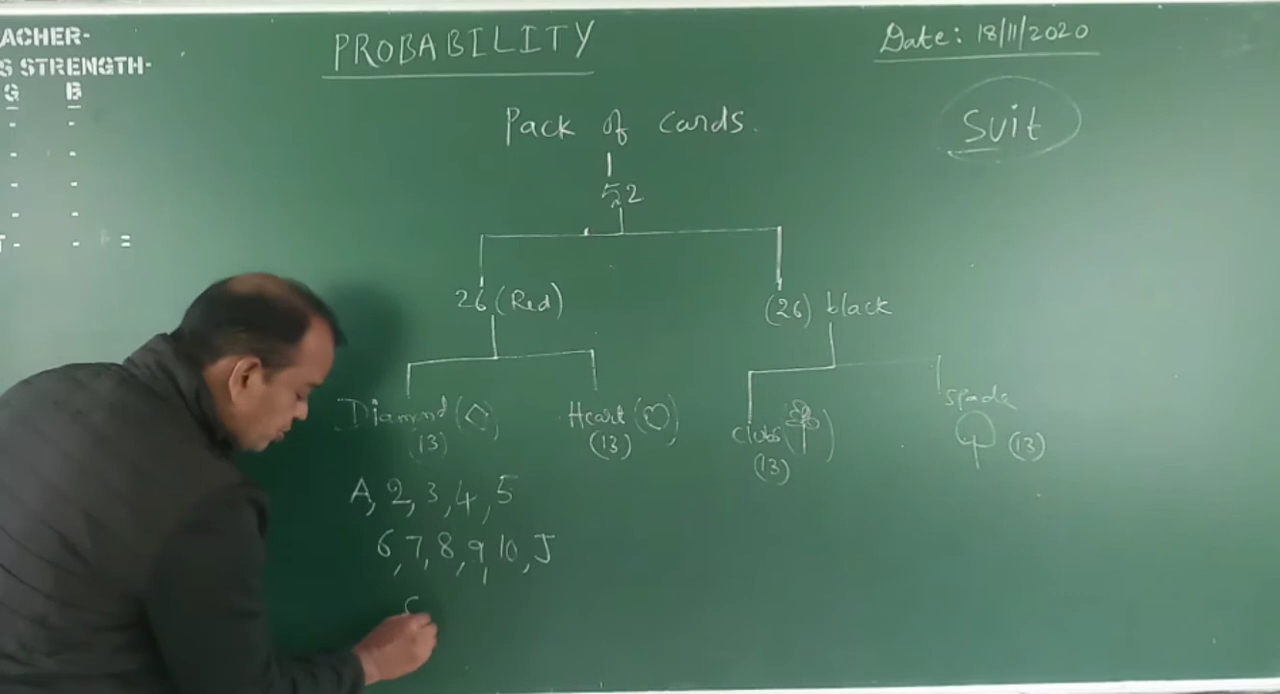 ACHER-
S STRENGTH-
G B
PROBABILITY
Date: 18/11/2020
Suit
Pack of cards.
52
26 (Red)
(26) black
Diamond (◇)
(13)
Heart (♡)
(13)
Clubs (♣)
(13)
Spade
♠ (13)
A, 2, 3, 4, 5
6, 7, 8, 9, 10, J